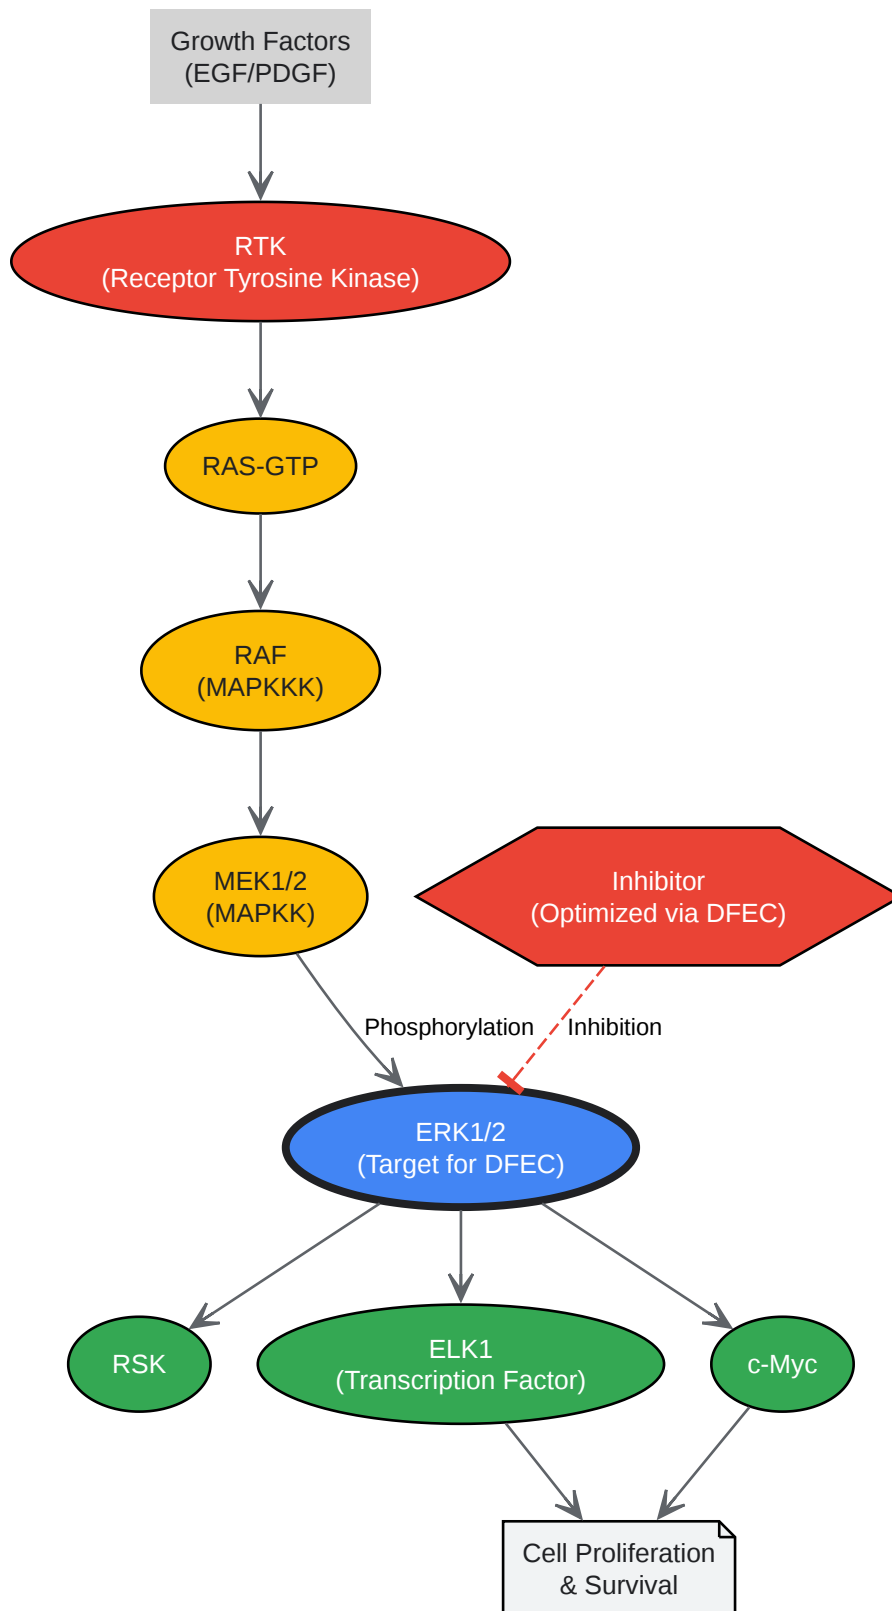 Growth Factors
(EGF/PDGF)
RTK
(Receptor Tyrosine Kinase)
RAS-GTP
RAF
(MAPKKK)
MEK1/2
(MAPKK)
Inhibitor
(Optimized via DFEC)
Phosphorylation
Inhibition
ERK1/2
(Target for DFEC)
RSK
ELK1
(Transcription Factor)
c-Myc
Cell Proliferation
& Survival